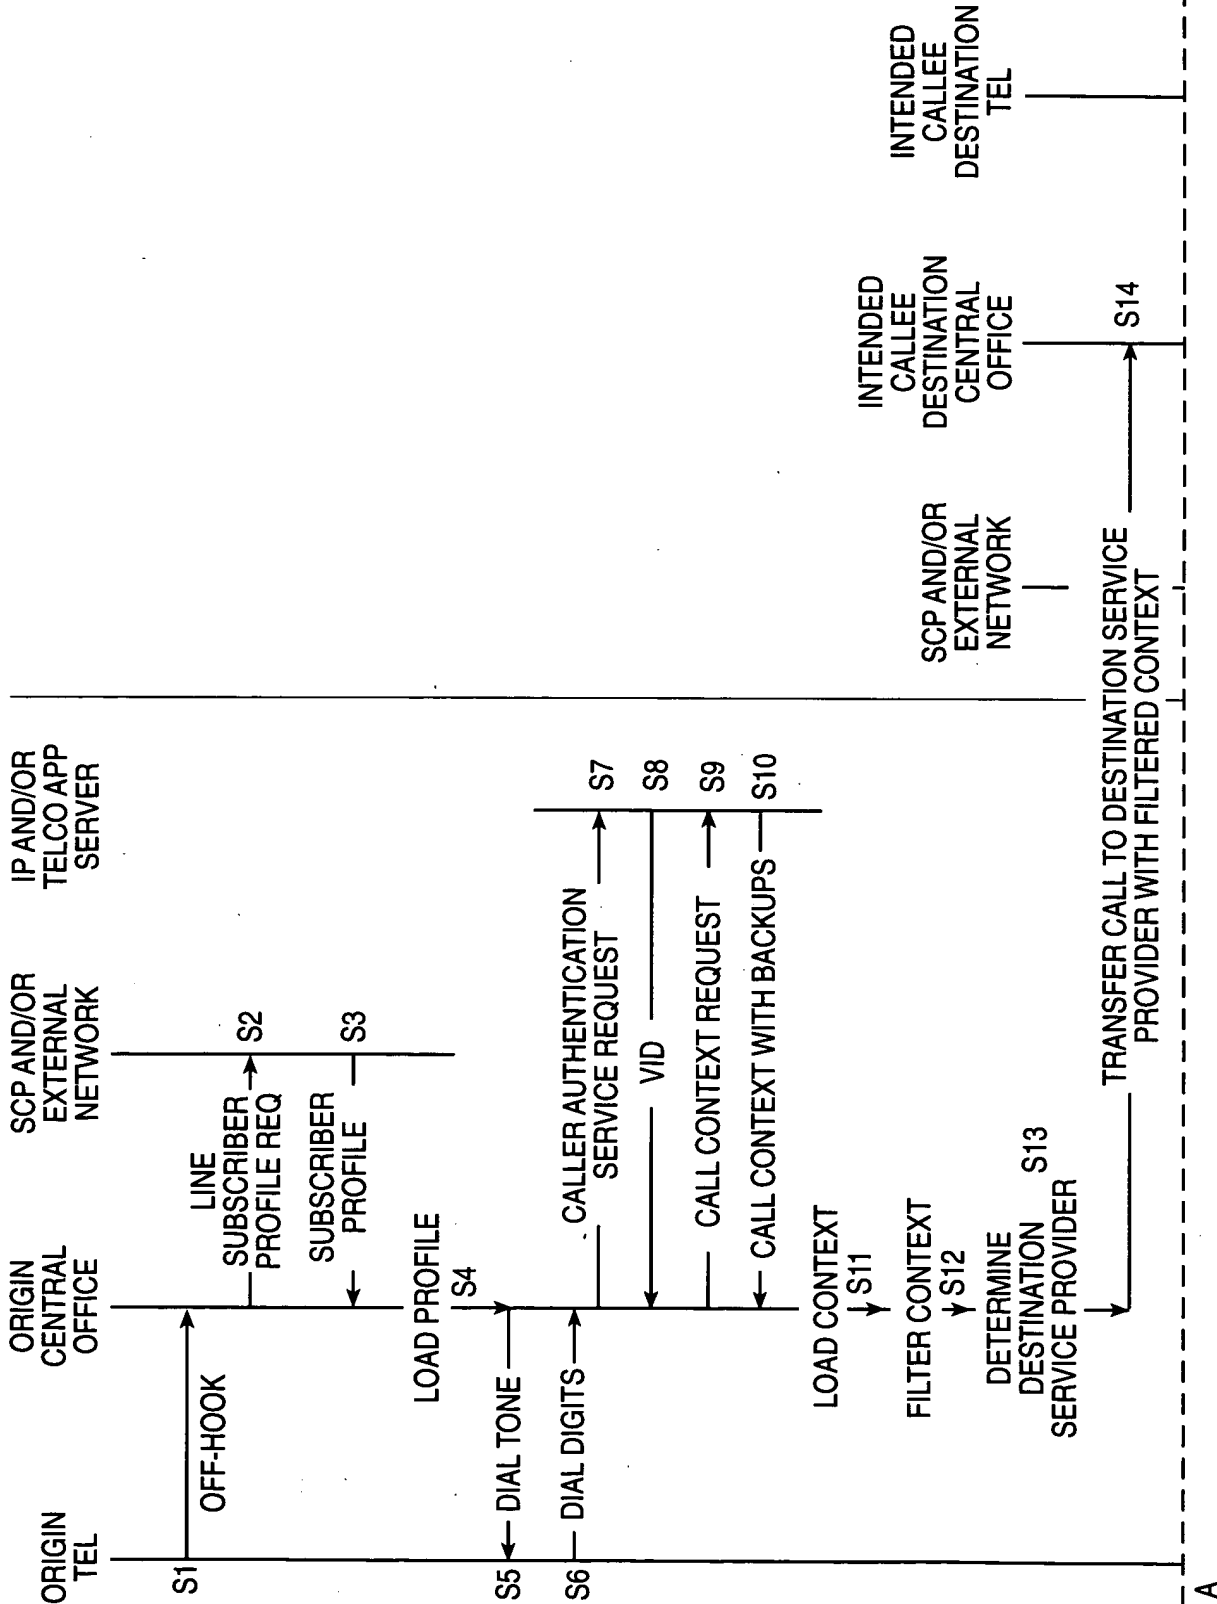 ORIGIN
TEL
ORIGIN
CENTRAL
OFFICE
SCP AND/OR
EXTERNAL
NETWORK
IP AND/OR
TELCO APP
SERVER
SCP AND/OR
EXTERNAL
NETWORK
INTENDED
CALLEE
DESTINATION
CENTRAL
OFFICE
INTENDED
CALLEE
DESTINATION
TEL
S1
OFF-HOOK
LINE
SUBSCRIBER
PROFILE REQ
S2
SUBSCRIBER
PROFILE
S3
LOAD PROFILE
S4
S5
DIAL TONE
S6
DIAL DIGITS
CALLER AUTHENTICATION
SERVICE REQUEST
S7
VID
S8
CALL CONTEXT REQUEST
S9
CALL CONTEXT WITH BACKUPS
S10
LOAD CONTEXT
S11
FILTER CONTEXT
S12
DETERMINE
DESTINATION
SERVICE PROVIDER
S13
TRANSFER CALL TO DESTINATION SERVICE
PROVIDER WITH FILTERED CONTEXT
S14
A